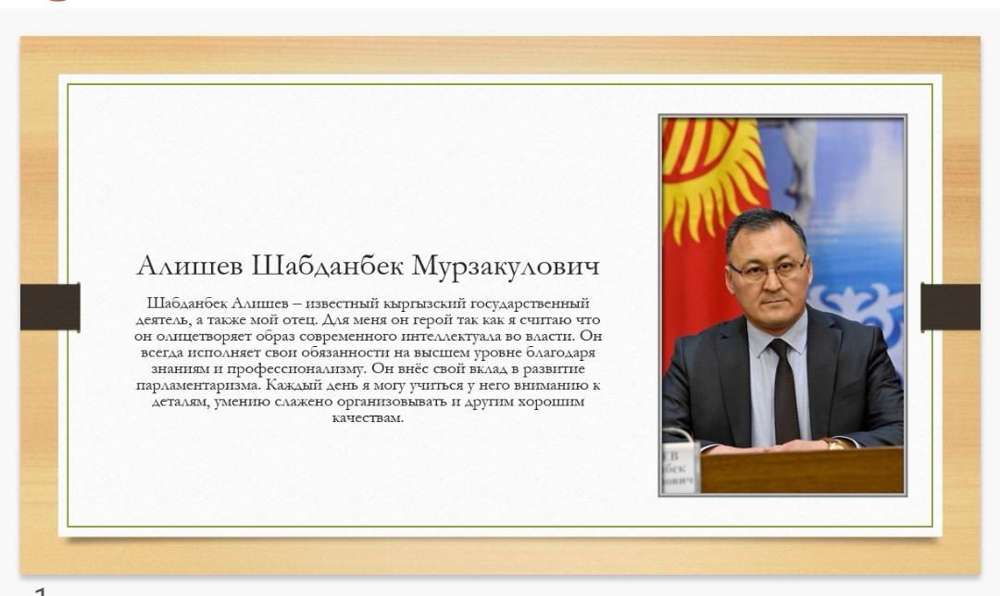 Алишев Шабданбек Мурзакулович
Шабданбек Алишев – известный кыргызский государственный
деятель, а также мой отец. Для меня он герой так как я считаю что
он олицетворяет образ современного интеллектуала во власти. Он
всегда исполняет свои обязанности на высшем уровне благодаря
знаниям и профессионализму. Он внёс свой вклад в развитие
парламентаризма. Каждый день я могу учиться у него вниманию к
деталям, умению слажено организовывать и другим хорошим
качествам.
ЕВ
бек
ович